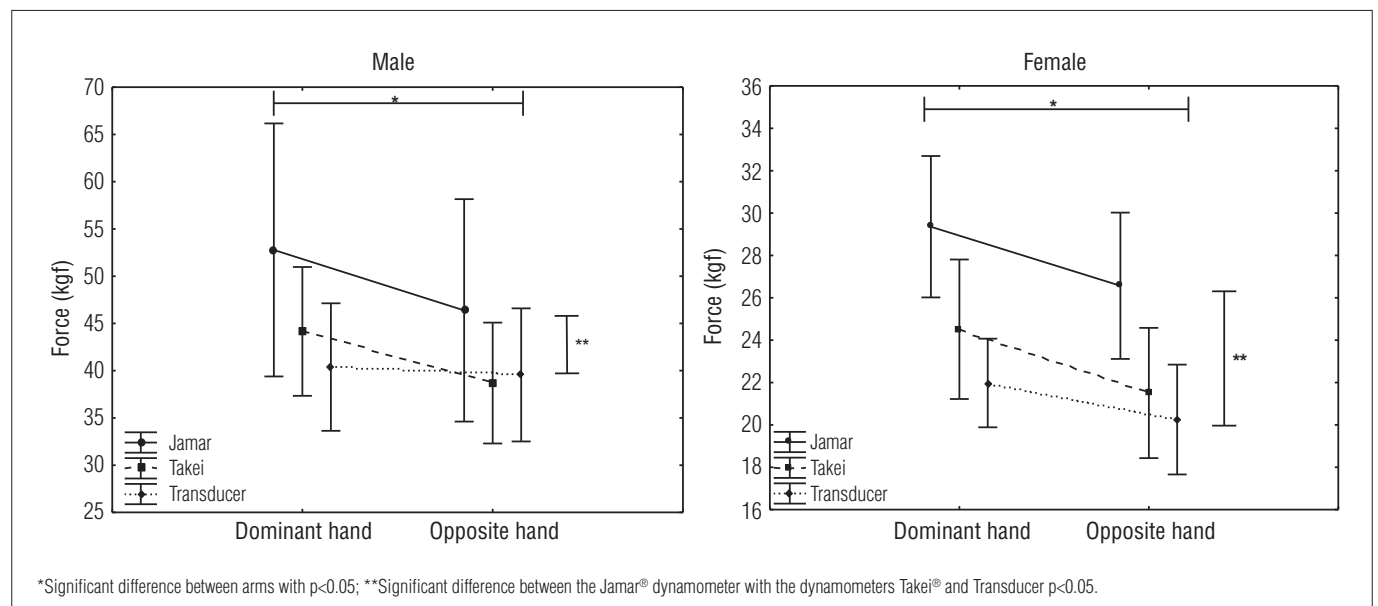 Male
70
65
60
55
50
45
40
35
30
25
Force (kgf)
*
**
Jamar
Takei
Transducer
Dominant hand
Opposite hand
Female
36
34
32
30
28
26
24
22
20
18
16
Force (kgf)
*
**
Jamar
Takei
Transducer
Dominant hand
Opposite hand
*Significant difference between arms with p<0.05; **Significant difference between the Jamar® dynamometer with the dynamometers Takei® and Transducer p<0.05.